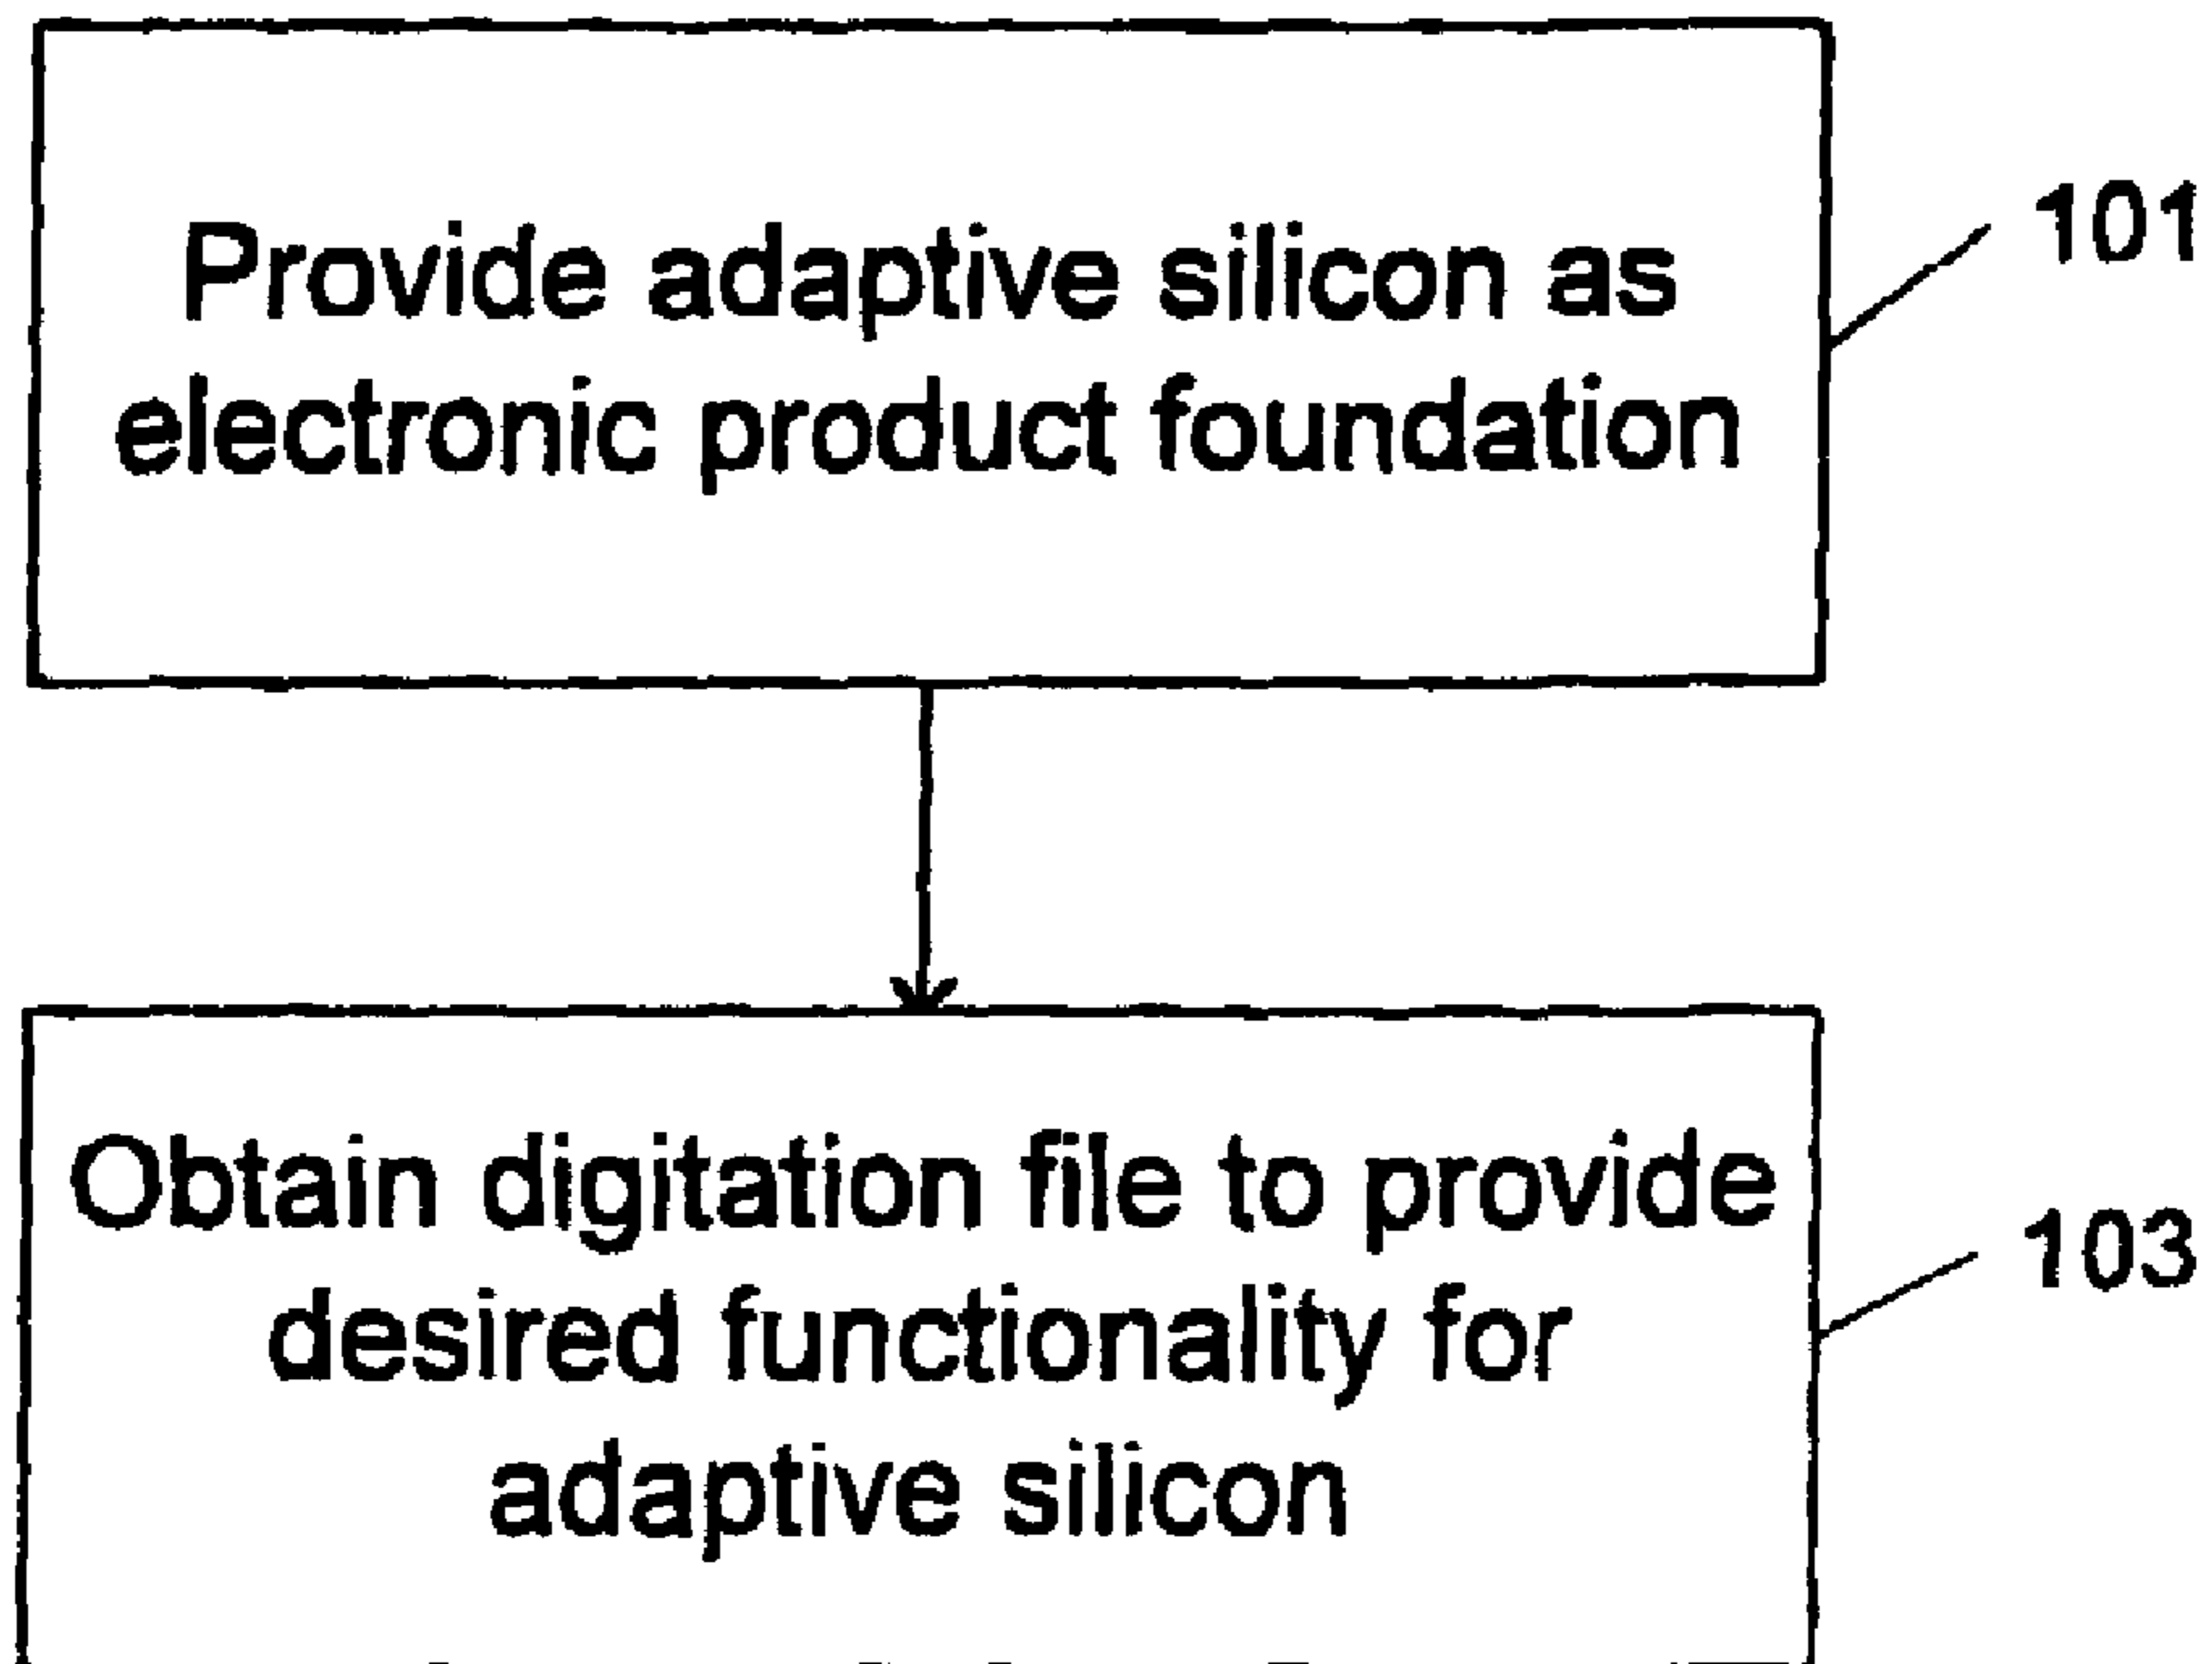 Provide adaptive silicon as
electronic product foundation
101
Obtain digitation file to provide
desired functionality for
adaptive silicon
103